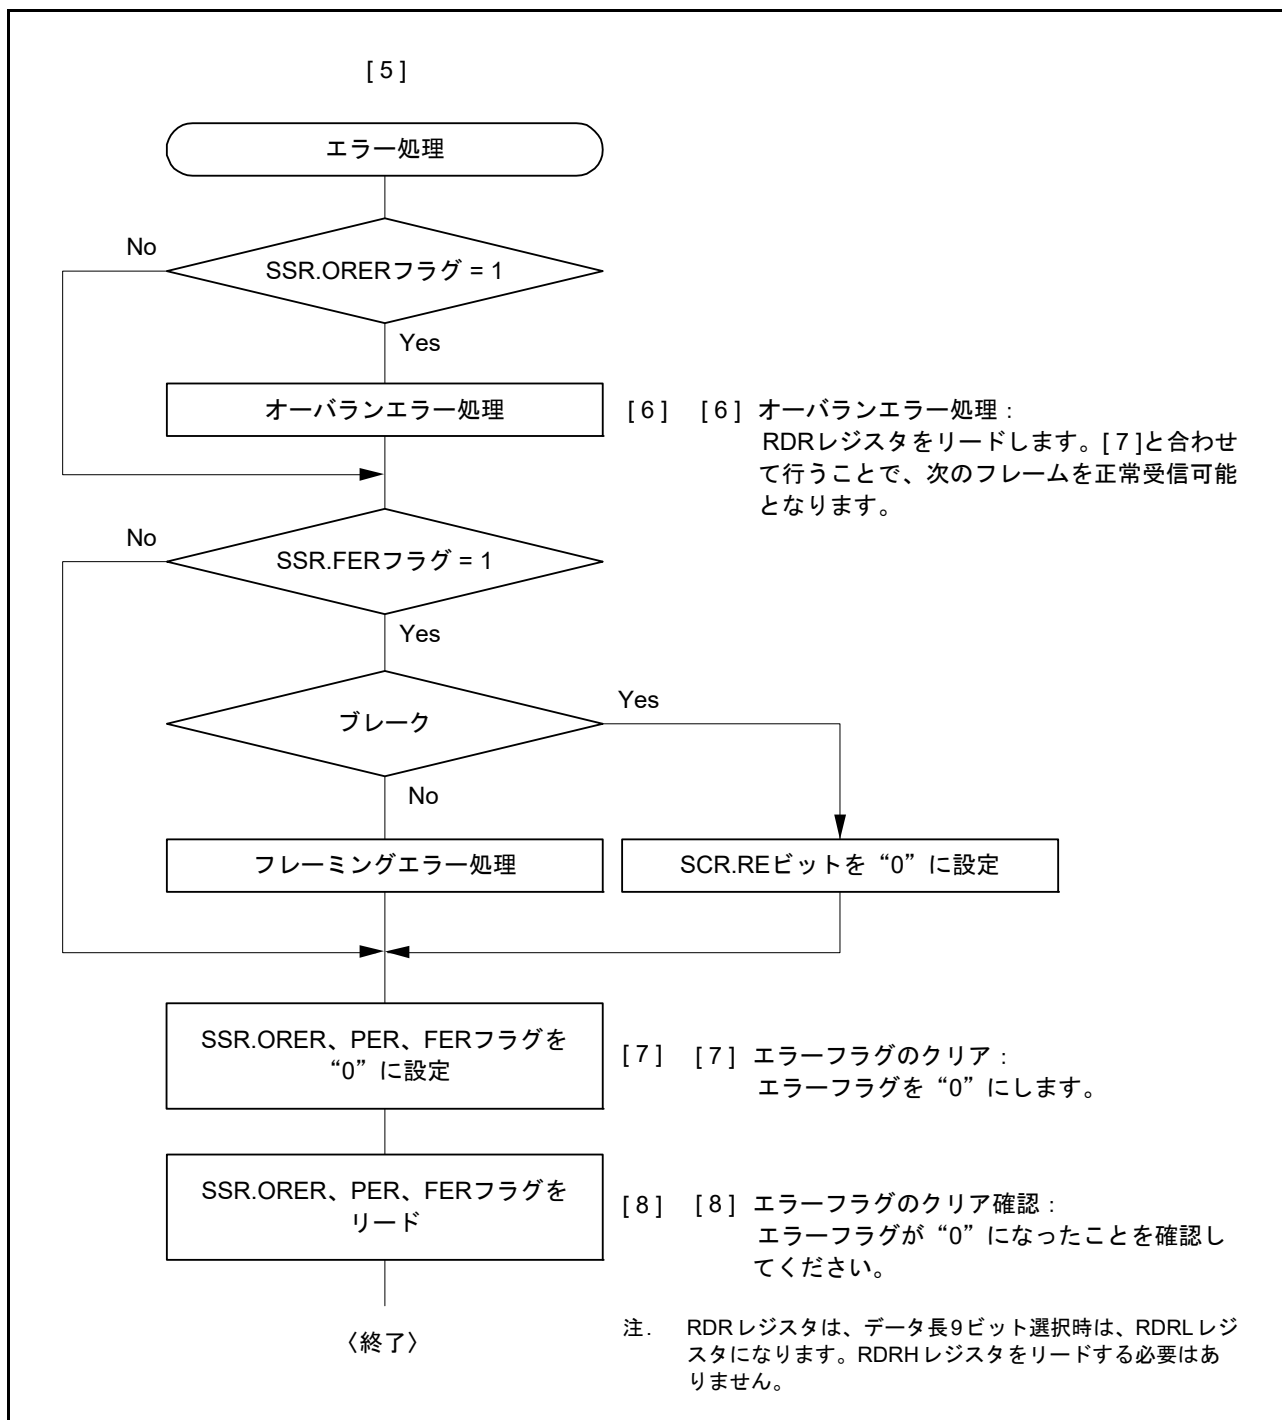 [ 5 ]
エラー処理
No
SSR.ORERフラグ = 1
Yes
オーバランエラー処理
[ 6 ]
[ 6 ] オーバランエラー処理：
RDRレジスタをリードします。[ 7 ]と合わせ
て行うことで、次のフレームを正常受信可能
となります。
No
SSR.FERフラグ = 1
Yes
ブレーク
Yes
No
フレーミングエラー処理
SCR.REビットを“0”に設定
SSR.ORER、PER、FERフラグを
“0”に設定
[ 7 ]
[ 7 ] エラーフラグのクリア：
エラーフラグを“0”にします。
SSR.ORER、PER、FERフラグを
リード
[ 8 ]
[ 8 ] エラーフラグのクリア確認：
エラーフラグが“0”になったことを確認し
てください。
〈終了〉
注. RDRレジスタは、データ長9ビット選択時は、RDRLレジ
スタになります。RDRHレジスタをリードする必要はあ
りません。